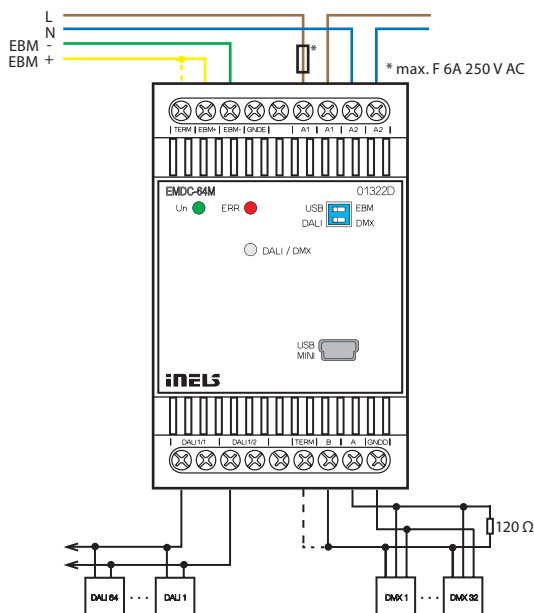 L
N
EBM -
EBM +
*
* max. F 6A 250 V AC
TERM EBM+ EBM- GNDE A1 A1 A2 A2
EMDC-64M 01322D
Un ERR USB EBM
DALI DMX
DALI / DMX
USB
MINI
iNELS
DALI1/1 DALI1/2 TERM B A GNDD
120 Ω
DALI 64 ··· DALI 1 DMX 1 ··· DMX 32